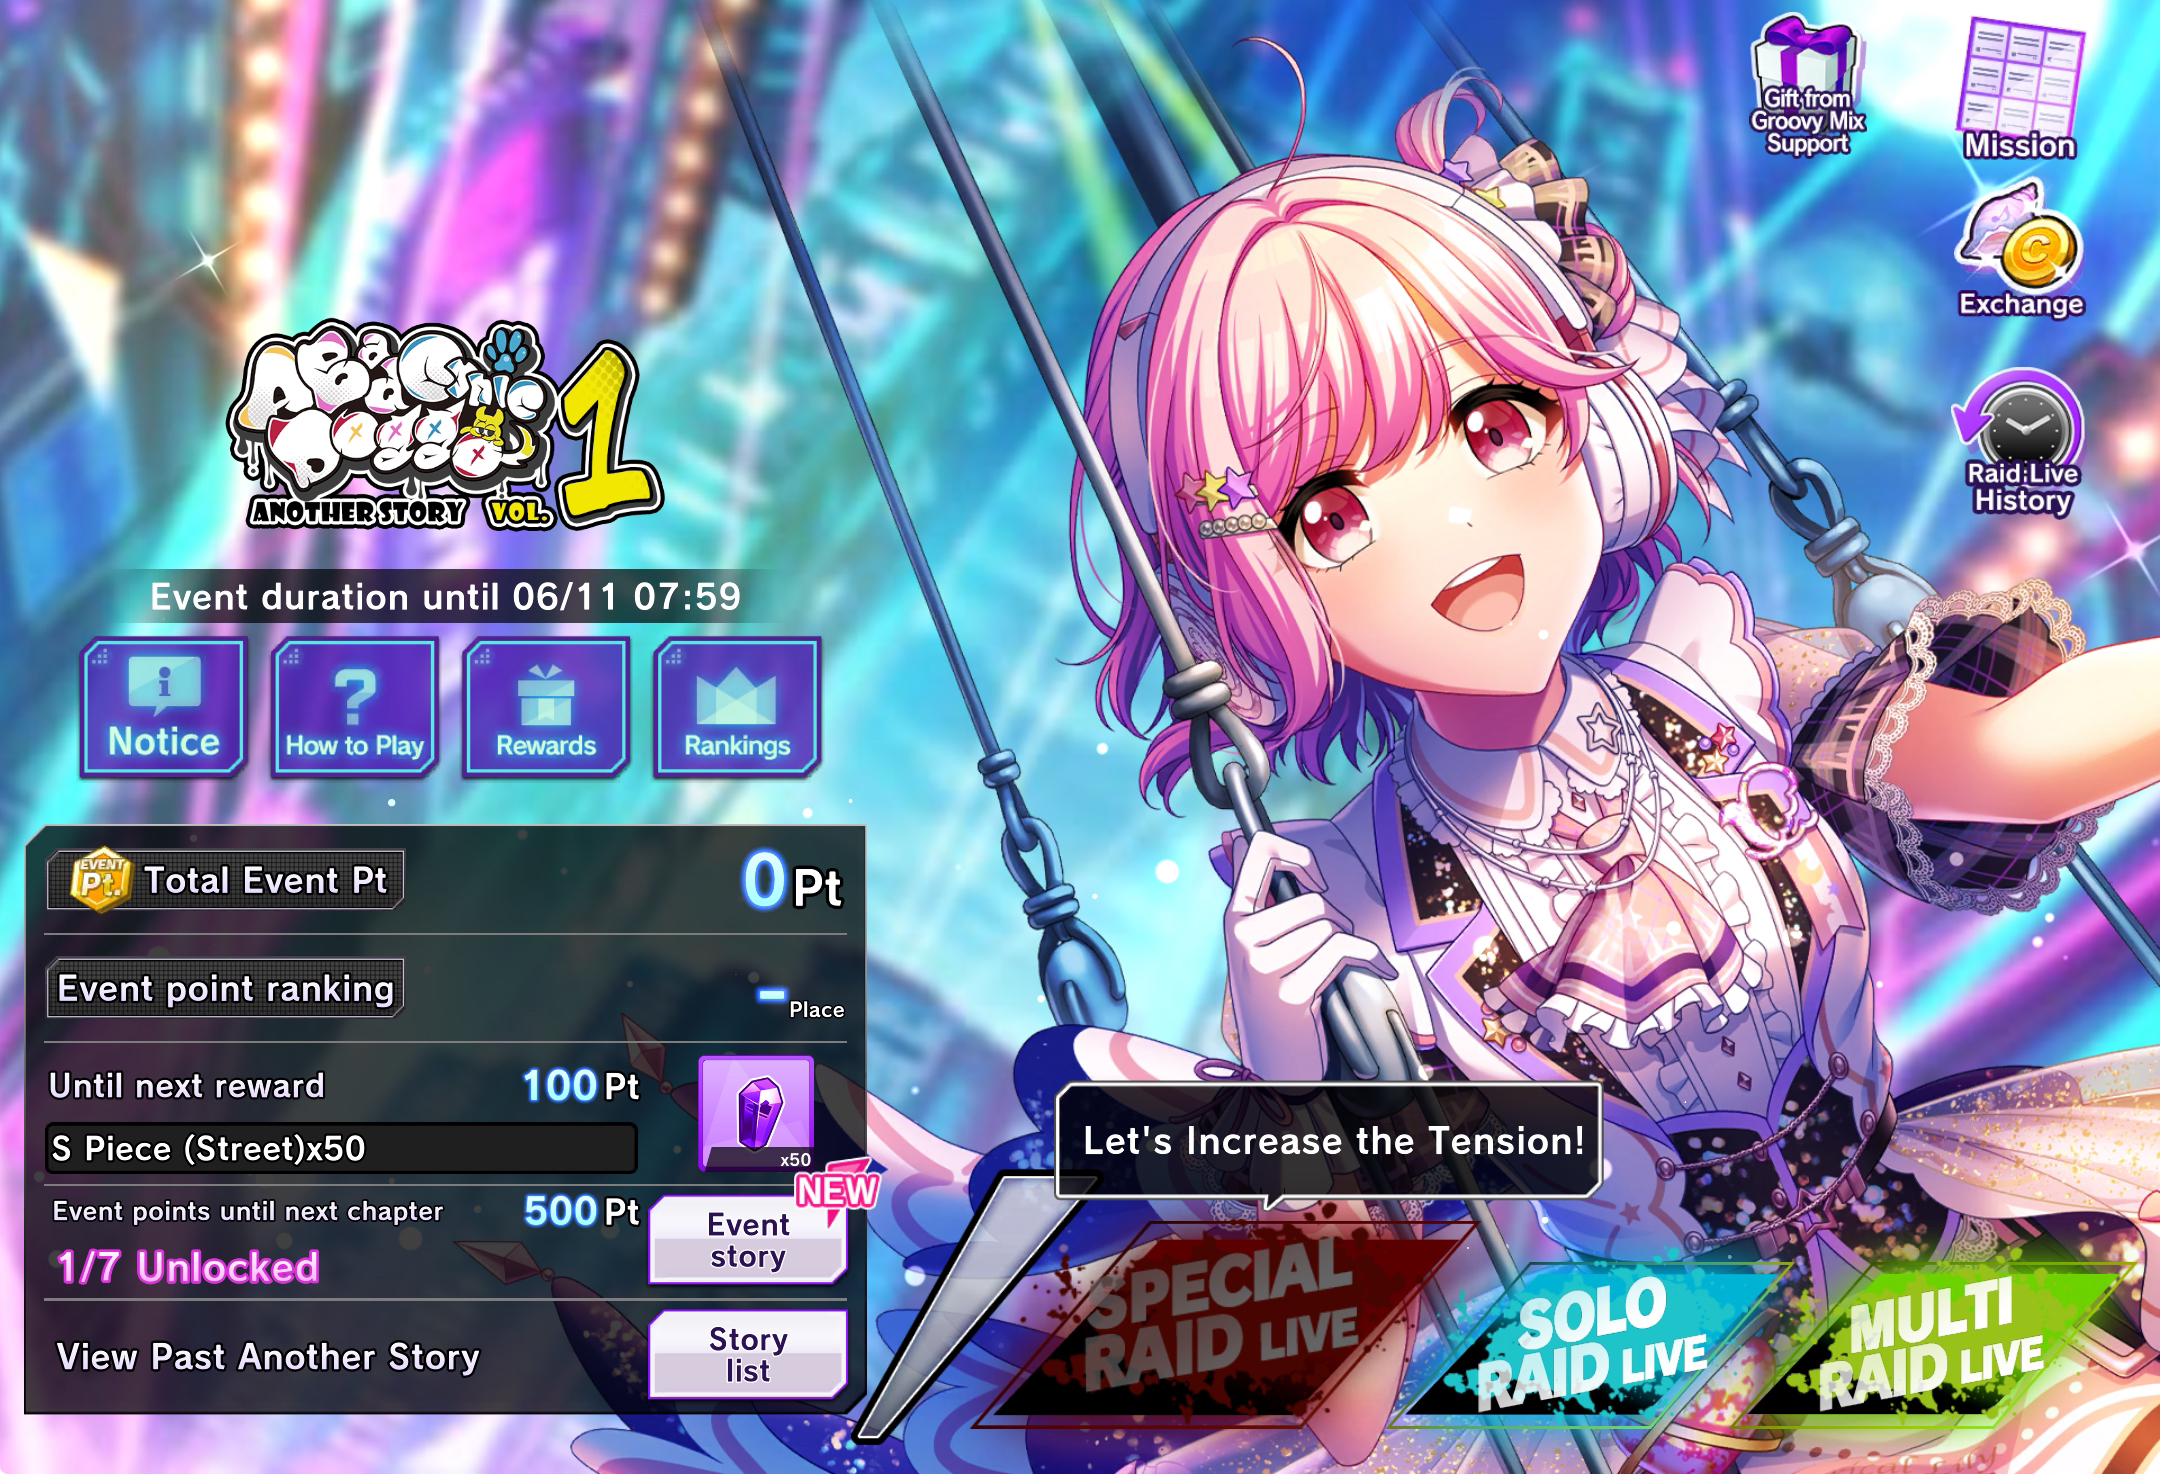 Gift from
Groovy Mix
Support
Mission
C
Exchange
Raid Live
History
ABaCmic
ANOTHER STORY VOL. 1
Event duration until 06/11 07:59
Notice
How to Play
Rewards
Rankings
EVENT
Pt.
Total Event Pt
0 Pt
Event point ranking
- Place
Until next reward
100 Pt
S Piece (Street)x50
x50
NEW
Event points until next chapter
500 Pt
1/7 Unlocked
Event
story
View Past Another Story
Story
list
Let's Increase the Tension!
SPECIAL
RAID LIVE
SOLO
RAID LIVE
MULTI
RAID LIVE